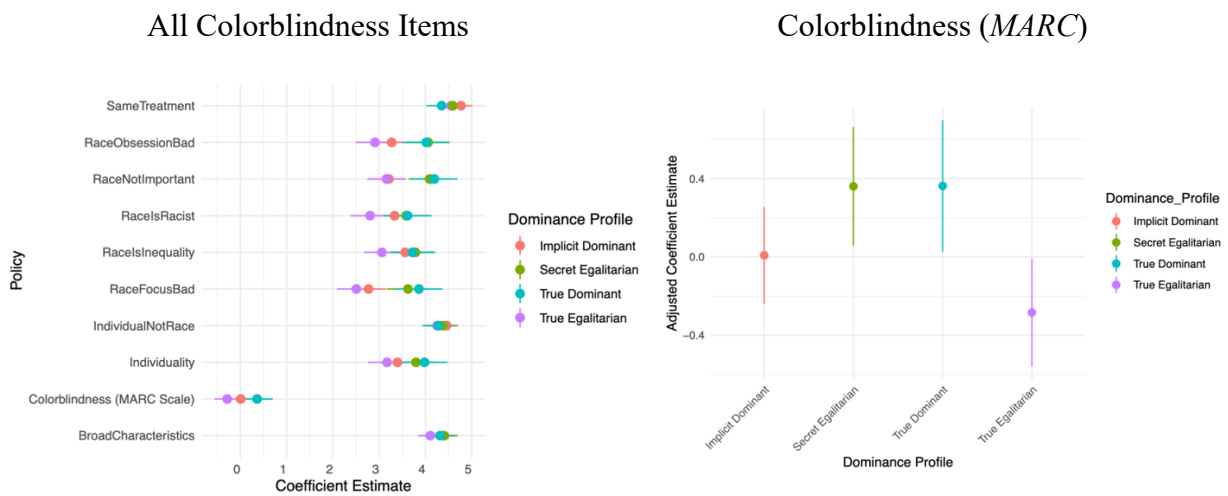 All Colorblindness Items
Policy
SameTreatment
RaceObsessionBad
RaceNotImportant
RaceIsRacist
RaceIsInequality
RaceFocusBad
IndividualNotRace
Individuality
Colorblindness (MARC Scale)
BroadCharacteristics
0 1 2 3 4 5
Coefficient Estimate
Dominance Profile
Implicit Dominant
Secret Egalitarian
True Dominant
True Egalitarian
Colorblindness (MARC)
Adjusted Coefficient Estimate
0.4
0.0
−0.4
Implicit Dominant
Secret Egalitarian
True Dominant
True Egalitarian
Dominance Profile
Dominance_Profile
Implicit Dominant
Secret Egalitarian
True Dominant
True Egalitarian